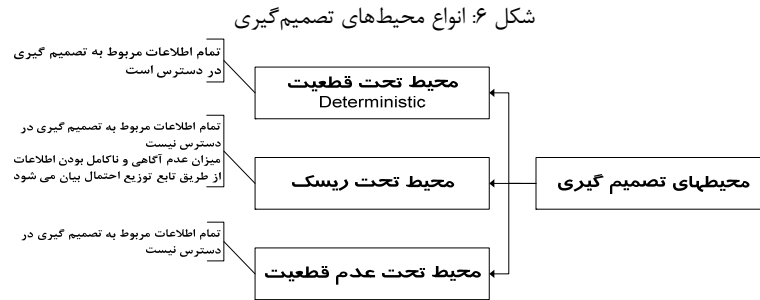 شکل ۶: انواع محیط‌های تصمیم‌گیری
محیطهای تصمیم گیری
محیط تحت قطعیت
Deterministic
تمام اطلاعات مربوط به تصمیم گیری
در دسترس است
محیط تحت ریسک
تمام اطلاعات مربوط به تصمیم گیری در
دسترس نیست
میزان عدم آگاهی و ناکامل بودن اطلاعات
از طریق تابع توزیع احتمال بیان می شود
محیط تحت عدم قطعیت
تمام اطلاعات مربوط به تصمیم گیری در
دسترس نیست